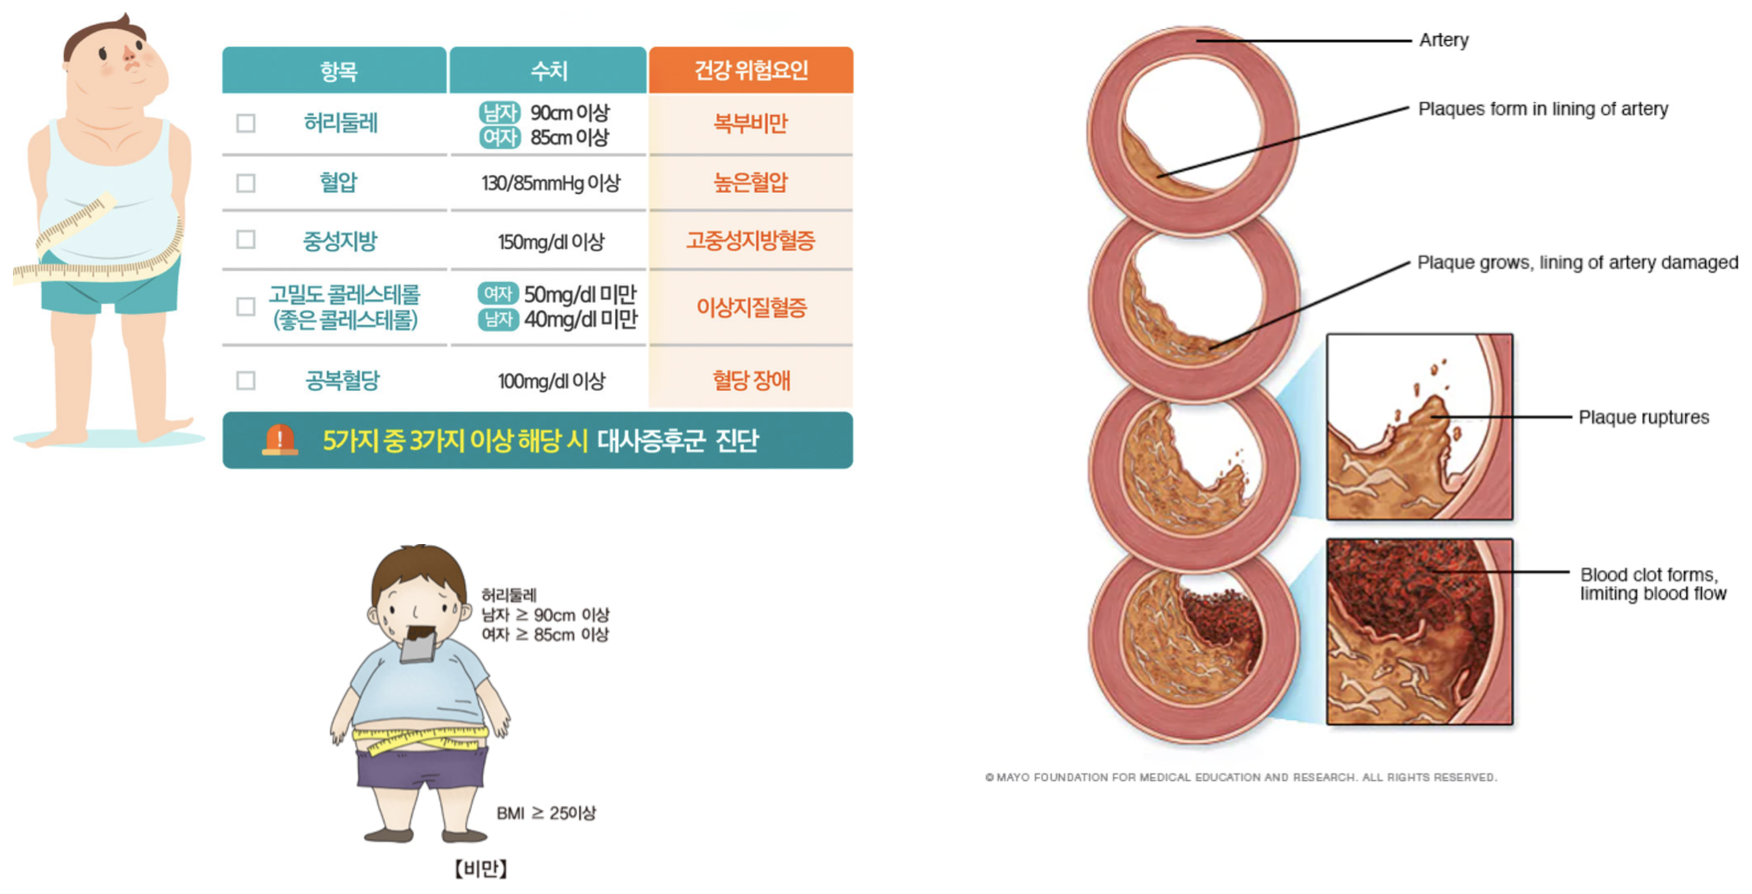 항목 수치 건강 위험요인
허리둘레 남자 90cm 이상 복부비만
여자 85cm 이상
혈압 130/85mmHg 이상 높은혈압
중성지방 150mg/dl 이상 고중성지방혈증
고밀도 콜레스테롤 여자 50mg/dl 미만 이상지질혈증
(좋은 콜레스테롤) 남자 40mg/dl 미만
공복혈당 100mg/dl 이상 혈당 장애
! 5가지 중 3가지 이상 해당 시 대사증후군 진단
허리둘레
남자 ≥ 90cm 이상
여자 ≥ 85cm 이상
BMI ≥ 25이상
【비만】
Artery
Plaques form in lining of artery
Plaque grows, lining of artery damaged
Plaque ruptures
Blood clot forms,
limiting blood flow
© MAYO FOUNDATION FOR MEDICAL EDUCATION AND RESEARCH. ALL RIGHTS RESERVED.